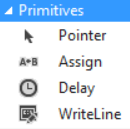 Primitives
Pointer
A+B Assign
Delay
WriteLine